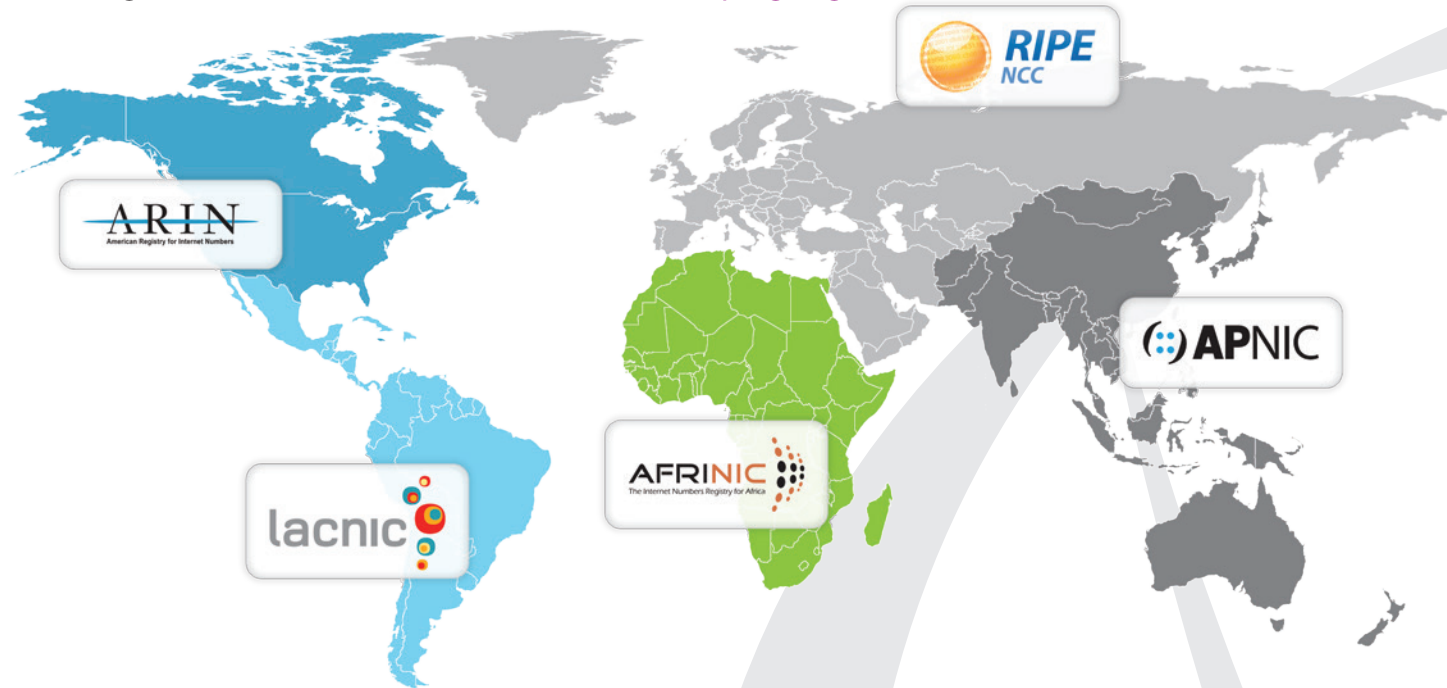 RIPE
NCC
ARIN
American Registry for Internet Numbers
APNIC
AFRINIC
The Internet Numbers Registry for Africa
lacnic